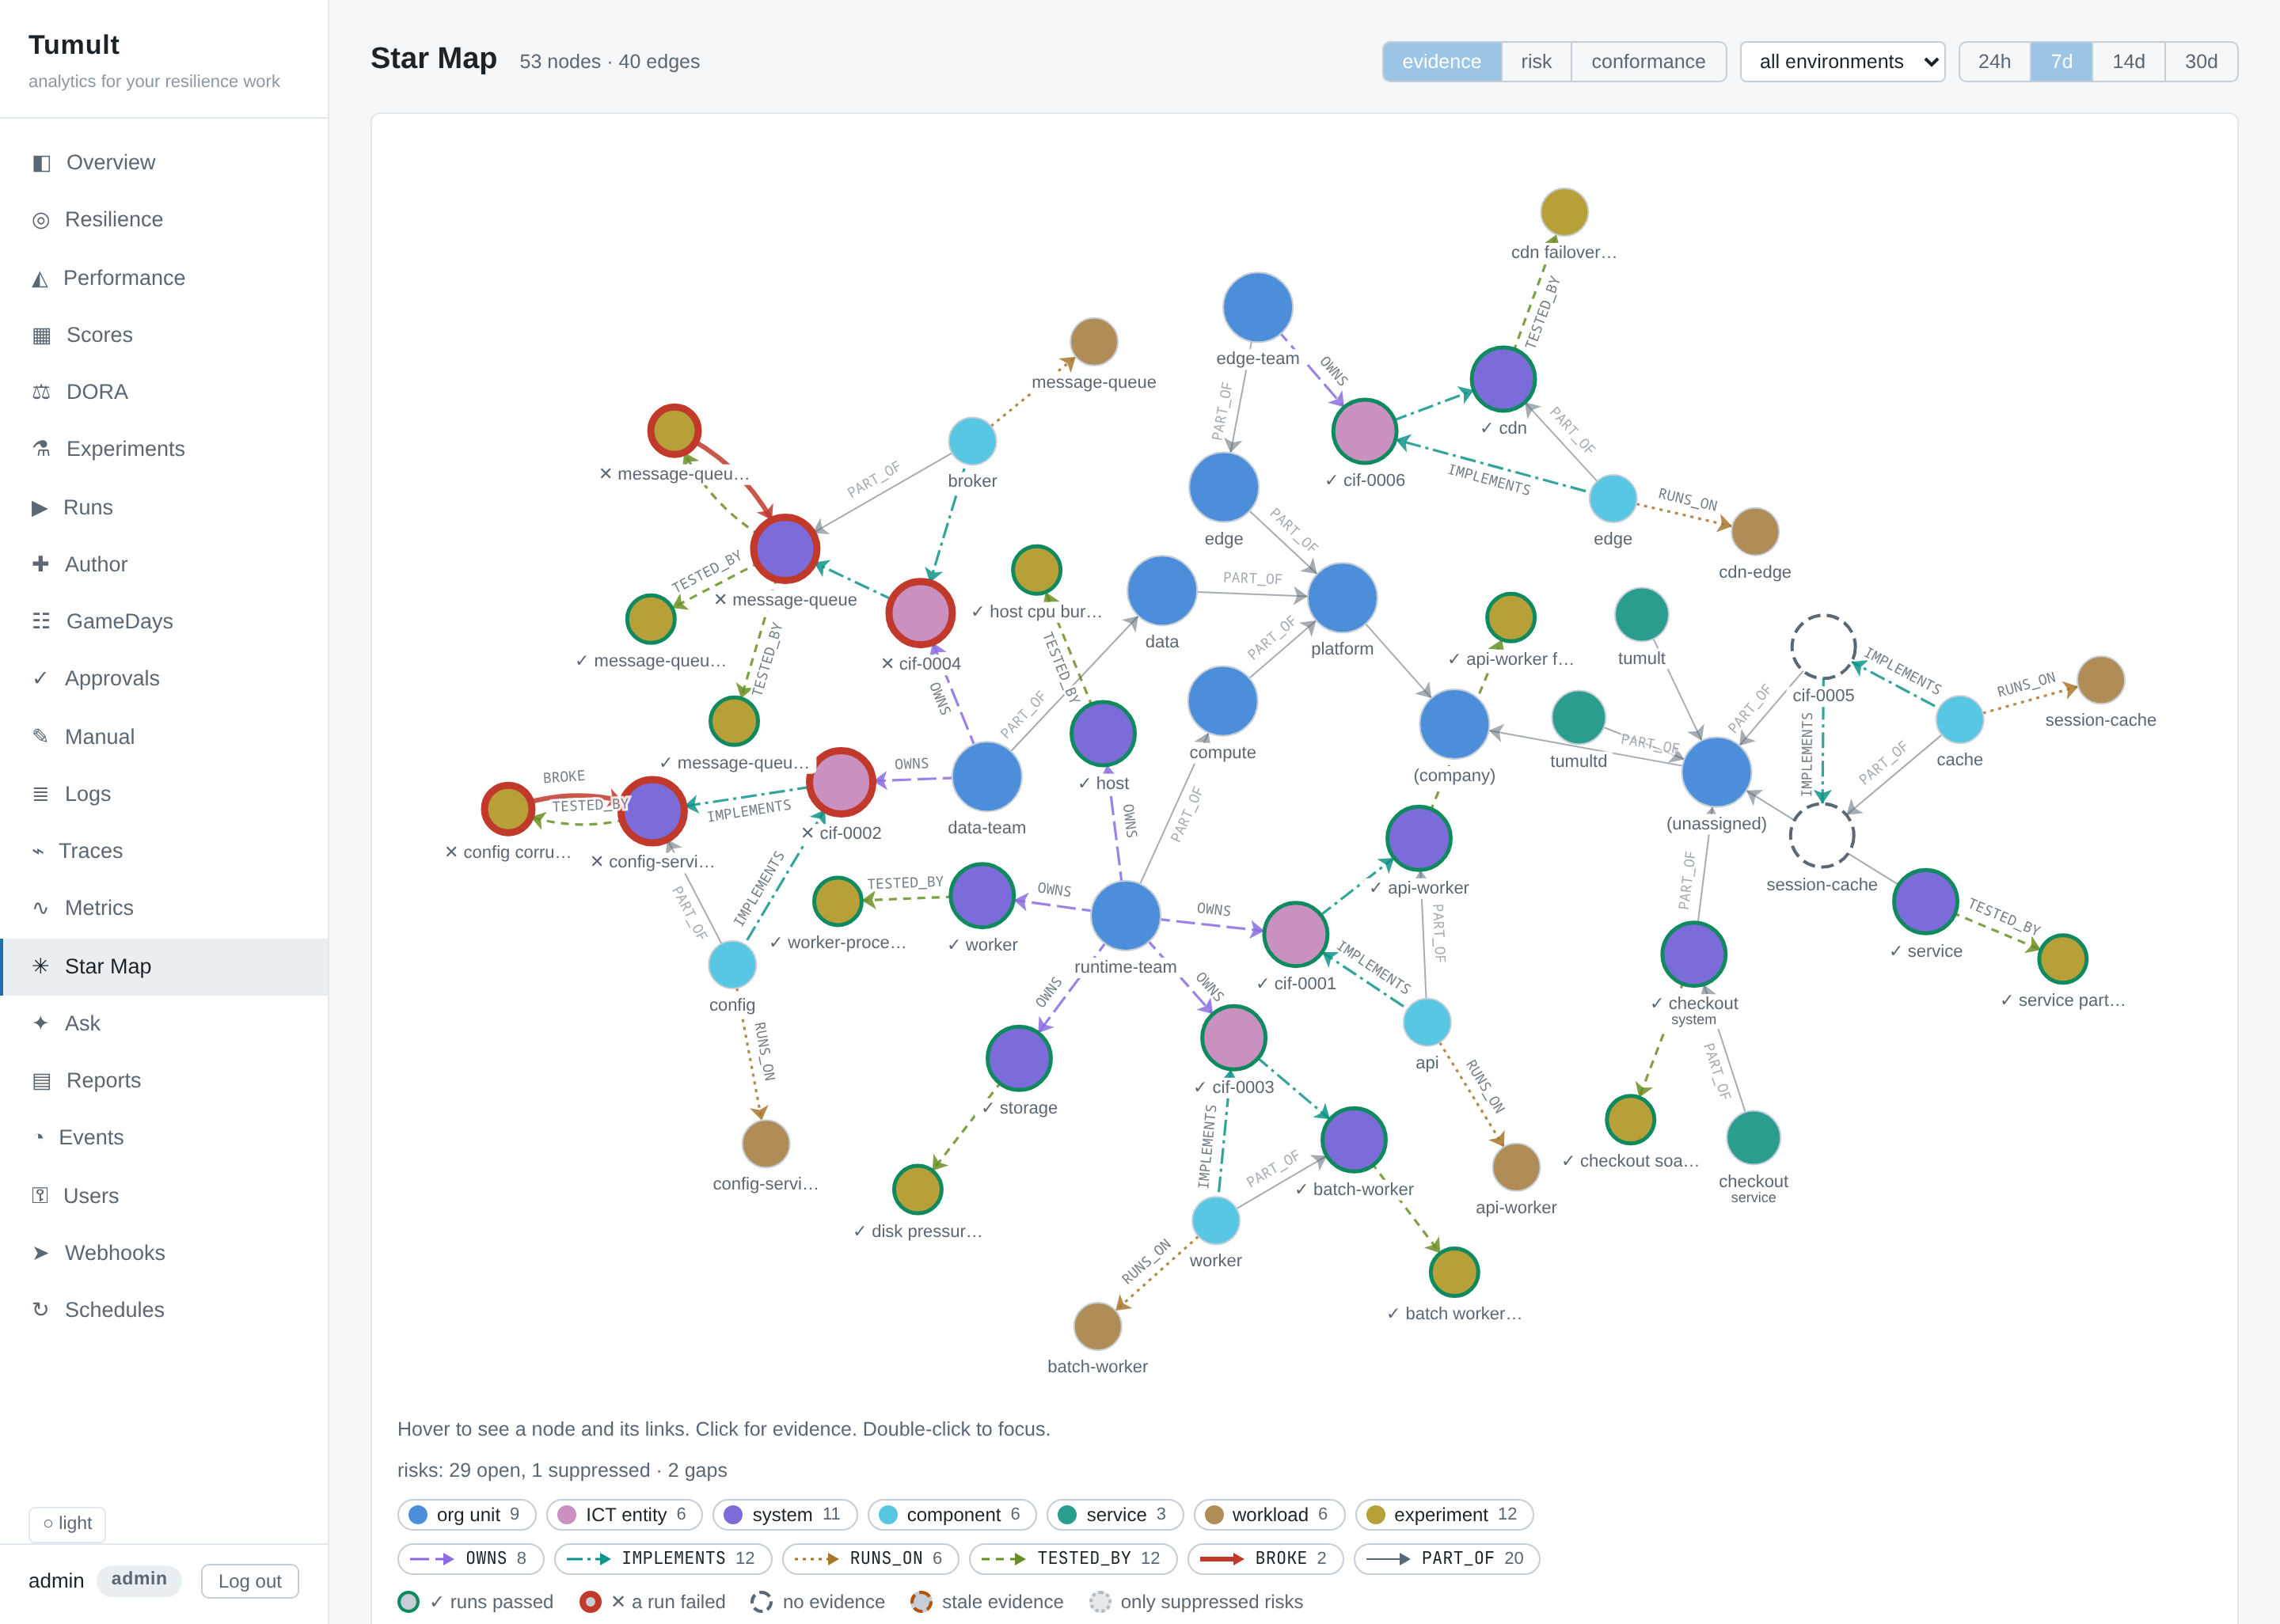 Tumult
analytics for your resilience work
Overview
Resilience
Performance
Scores
DORA
Experiments
Runs
Author
GameDays
Approvals
Manual
Logs
Traces
Metrics
Star Map
Ask
Reports
Events
Users
Webhooks
Schedules
light
admin admin Log out
Star Map 53 nodes · 40 edges
evidence risk conformance all environments 24h 7d 14d 30d
cdn failover…
TESTED_BY
edge-team
OWNS
message-queue
PART_OF
✓ cdn
PART_OF
✕ message-queu…
PART_OF
broker
✓ cif-0006
IMPLEMENTS
RUNS_ON
edge
PART_OF
edge
cdn-edge
TESTED_BY
✕ message-queue
✓ host cpu bur…
PART_OF
data
PART_OF
platform
✓ message-queu…
TESTED_BY
✕ cif-0004
OWNS
TESTED_BY
✓ api-worker f…
tumult
IMPLEMENTS
cif-0005
RUNS_ON
session-cache
PART_OF
PART_OF
compute
(company)
tumultd
PART_OF
IMPLEMENTS
PART_OF
cache
✓ message-queu…
OWNS
✓ host
BROKE
TESTED_BY
IMPLEMENTS
✕ cif-0002
data-team
OWNS
PART_OF
(unassigned)
✕ config corru…
✕ config-servi…
session-cache
PART_OF
IMPLEMENTS
TESTED_BY
OWNS
OWNS
✓ api-worker
PART_OF
PART_OF
TESTED_BY
✓ worker-proce…
✓ worker
runtime-team
✓ service
IMPLEMENTS
✓ cif-0001
config
OWNS
OWNS
✓ service part…
✓ checkout
system
RUNS_ON
api
RUNS_ON
PART_OF
✓ storage
✓ cif-0003
IMPLEMENTS
PART_OF
✓ batch-worker
config-servi…
✓ checkout soa…
checkout
service
api-worker
✓ disk pressur…
worker
RUNS_ON
✓ batch worker…
batch-worker
Hover to see a node and its links. Click for evidence. Double-click to focus.
risks: 29 open, 1 suppressed · 2 gaps
org unit 9 ICT entity 6 system 11 component 6 service 3 workload 6 experiment 12
OWNS 8 IMPLEMENTS 12 RUNS_ON 6 TESTED_BY 12 BROKE 2 PART_OF 20
✓ runs passed ✕ a run failed no evidence stale evidence only suppressed risks